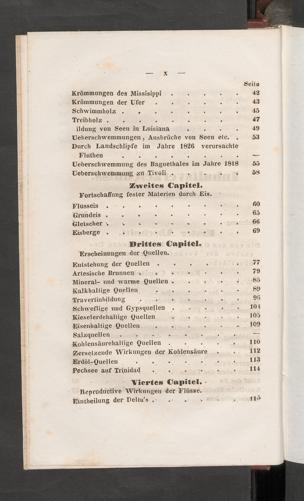 — x —
Seite
Krömmungen des Missisippi . . . . . 42
Krömmungen der Ufer . . . . . . 43
Schwimmholz . . . . . . . 45
Treibholz . . . . . . . . 47
ildung von Seen in Loisiana . . . . 49
Ueberschwemmungen, Ausbrüche von Seen etc. . 53
Durch Landschlipfe im Jahre 1826 verursachte
Fluthen . . . . . . . —
Ueberschwemmung des Bagnethales im Jahre 1818 55
Ueberschwemmung zu Tivoli . . . . . 58
Zweites Capitel.
Fortschaffung fester Materien durch Eis.
Flusseis . . . . . . . . 60
Grundeis . . . . . . . . 65
Gletscher . . . . . . . . 66
Eisberge . . . . . . . . 69
Drittes Capitel.
Erscheinungen der Quellen.
Entstehung der Quellen . . . . . 77
Artesische Brunnen . . . . . . 79
Mineral- und warme Quellen . . . . 85
Kalkhaltige Quellen . . . . . 89
Travertinbildung . . . . . . 96
Schweflige und Gypsquellen . . . . 104
Kieselerdehaltige Quellen . . . . . 105
Eisenhaltige Quellen . . . . . 109
Salzquellen . . . . . . . —
Kohlensäurehaltige Quellen . . . . 110
Zersetzende Wirkungen der Kohlensäure . . 112
Erdöl-Quellen . . . . . . 113
Pechsee auf Trinidad . . . . . 114
Viertes Capitel.
Reproductive Wirkungen der Flüsse.
Eintheilung der Delta's . . . . . . 115